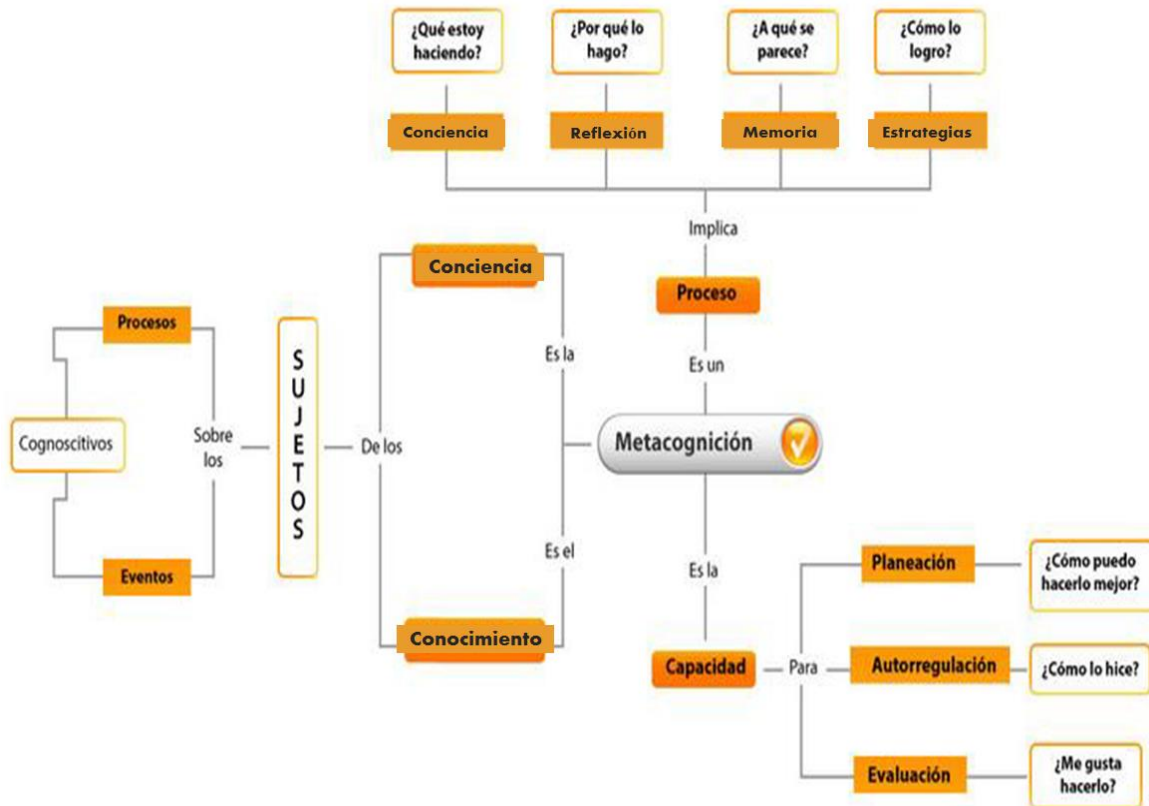 ¿Qué estoy
haciendo?
¿Por qué lo
hago?
¿A qué se
parece?
¿Cómo lo
logro?
Conciencia
Reflexión
Memoria
Estrategias
Implica
Proceso
Es un
Metacognición
Conciencia
Es la
Es el
Conocimiento
De los
SUJETOS
Sobre
los
Procesos
Cognoscitivos
Eventos
Es la
Capacidad
Para
Planeación
¿Cómo puedo
hacerlo mejor?
Autorregulación
¿Cómo lo hice?
Evaluación
¿Me gusta
hacerlo?